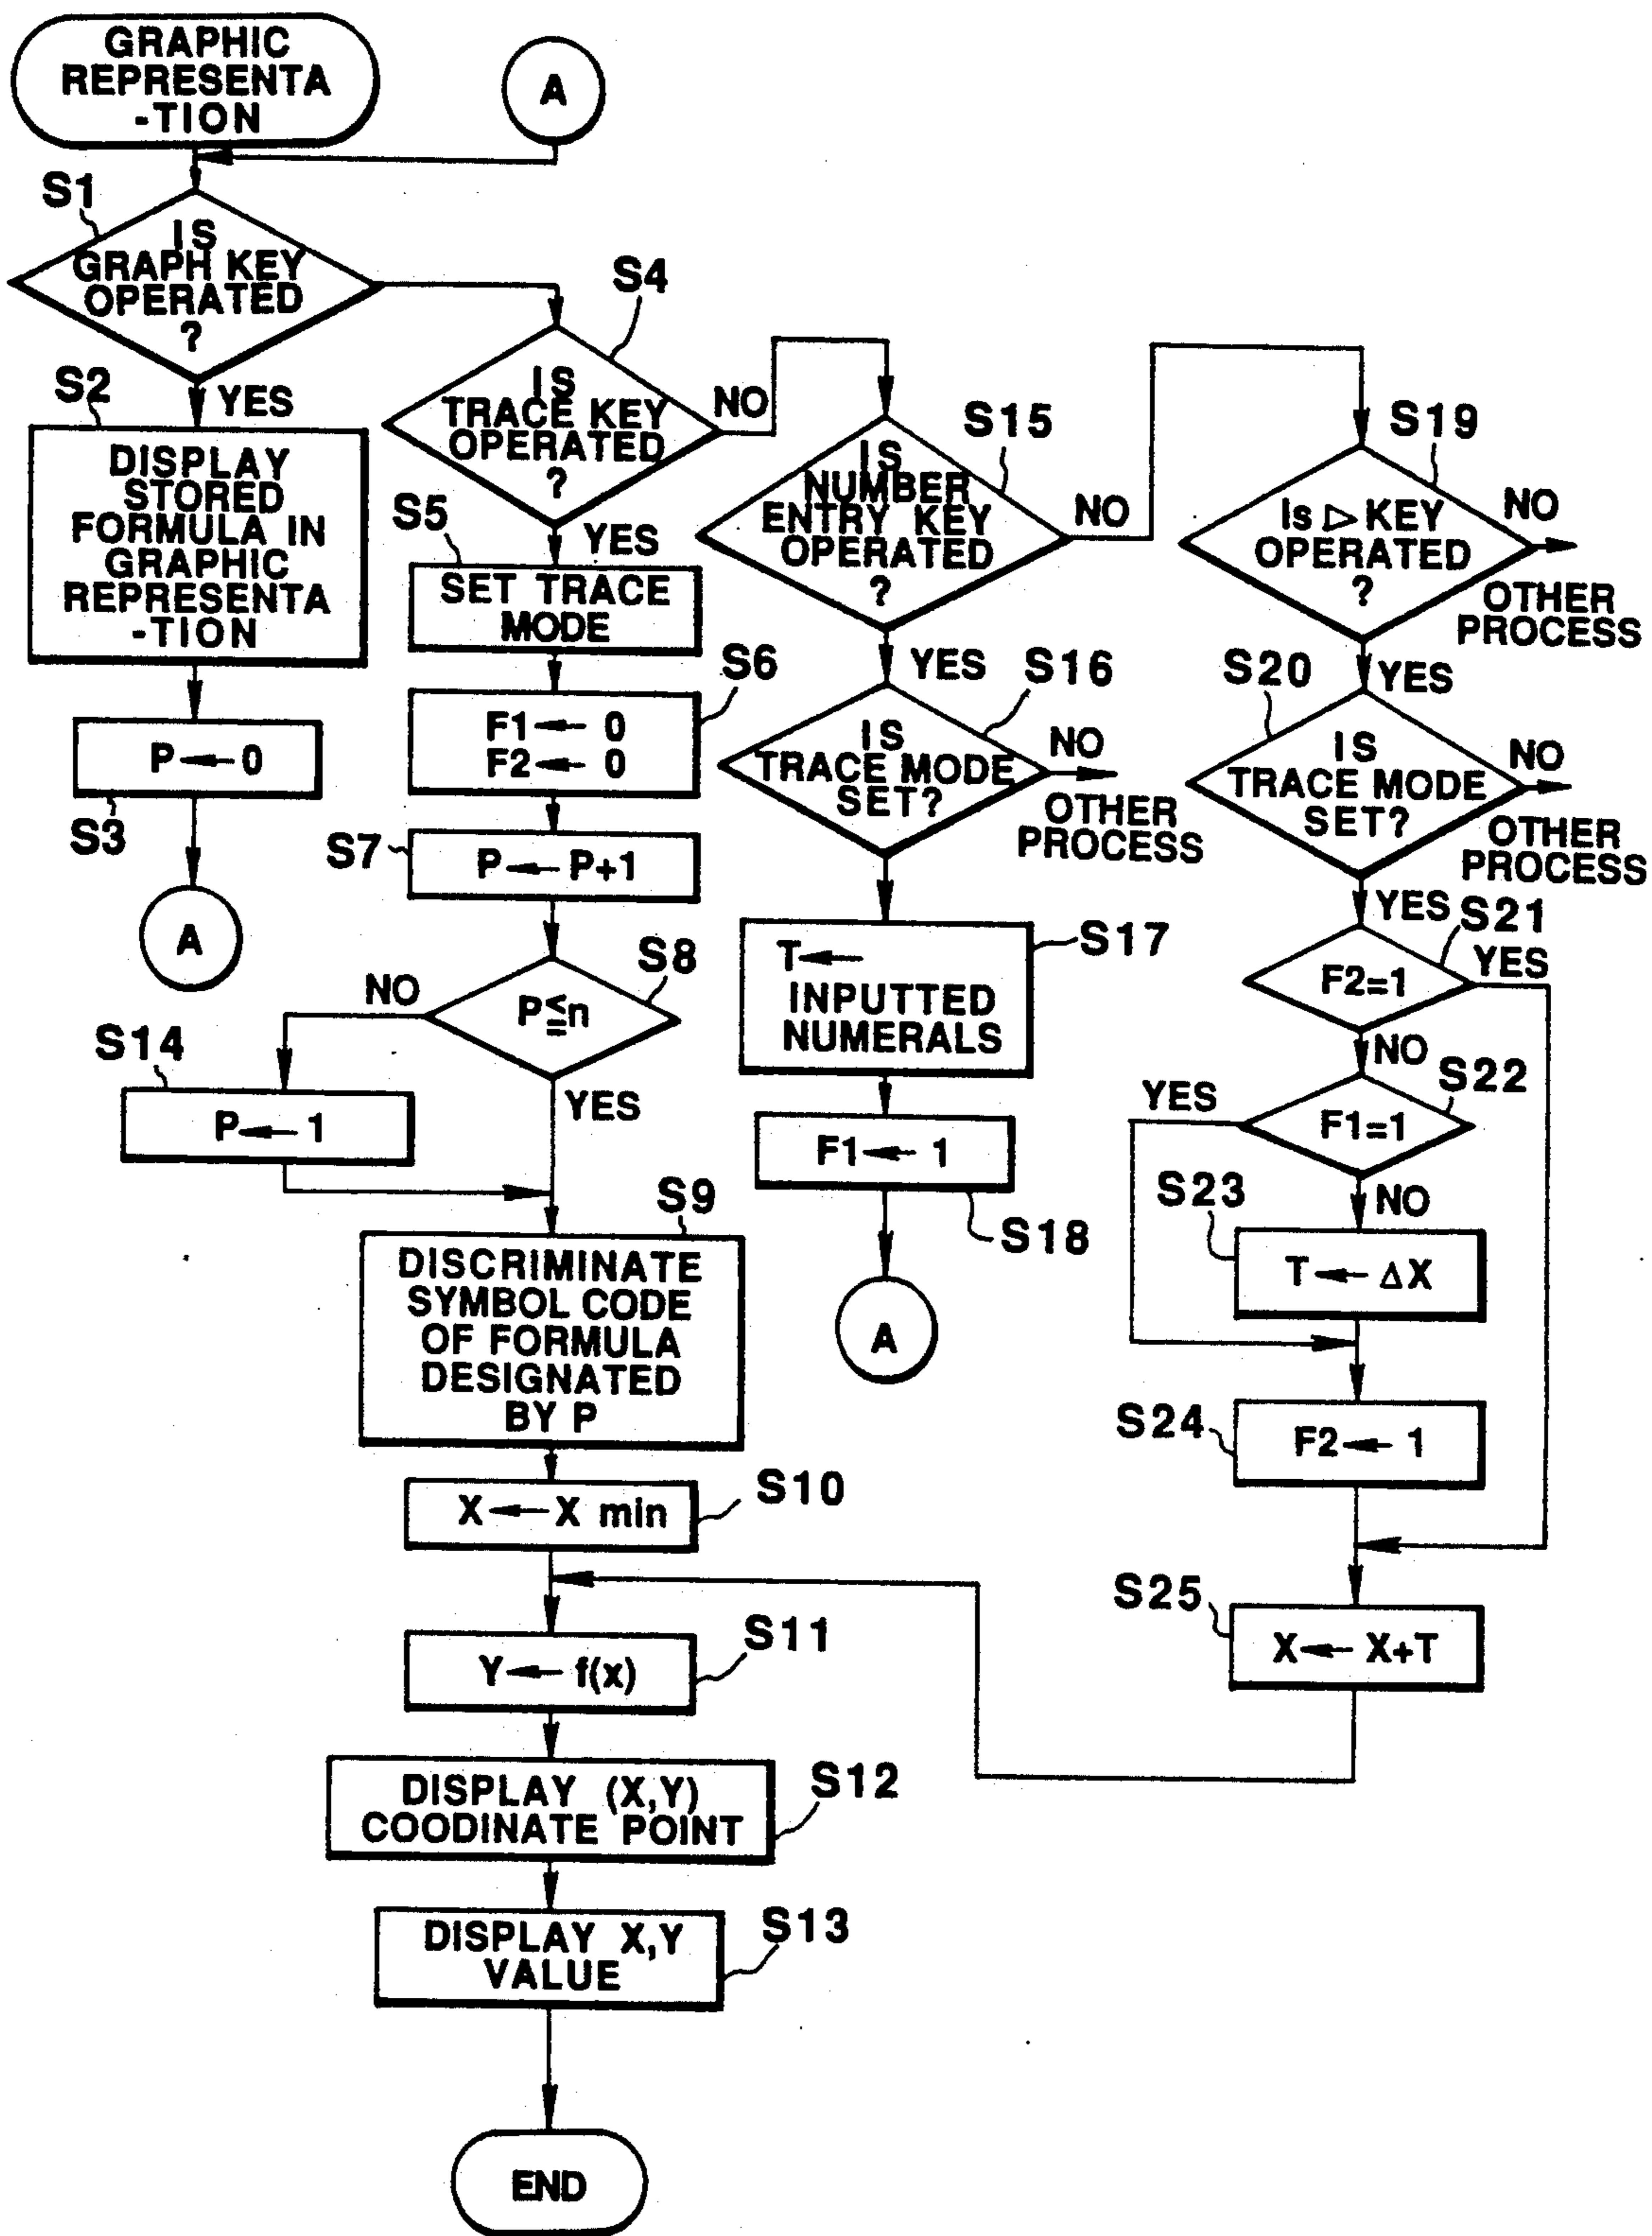 GRAPHIC
REPRESENTA
-TION
A
S1
IS
GRAPH KEY
OPERATED
?
YES
S2
DISPLAY
STORED
FORMULA IN
GRAPHIC
REPRESENTA
-TION
P ← 0
S3
A
S4
IS
TRACE KEY
OPERATED
?
NO
YES
S5
SET TRACE
MODE
S6
F1 ← 0
F2 ← 0
S7
P ← P+1
S8
P≦n
NO
YES
S14
P ← 1
S9
DISCRIMINATE
SYMBOL CODE
OF FORMULA
DESIGNATED
BY P
S10
X ← X min
S11
Y ← f(x)
S12
DISPLAY (X,Y)
COODINATE POINT
S13
DISPLAY X,Y
VALUE
END
S15
IS
NUMBER
ENTRY KEY
OPERATED
?
NO
YES
S16
IS
TRACE MODE
SET?
NO
OTHER
PROCESS
S17
T ←
INPUTTED
NUMERALS
F1 ← 1
S18
A
S19
Is ▷ KEY
OPERATED
?
NO
OTHER
PROCESS
YES
S20
IS
TRACE MODE
SET?
NO
OTHER
PROCESS
YES
S21
F2=1
YES
NO
S22
F1=1
YES
NO
S23
T ← ΔX
S24
F2 ← 1
S25
X ← X+T